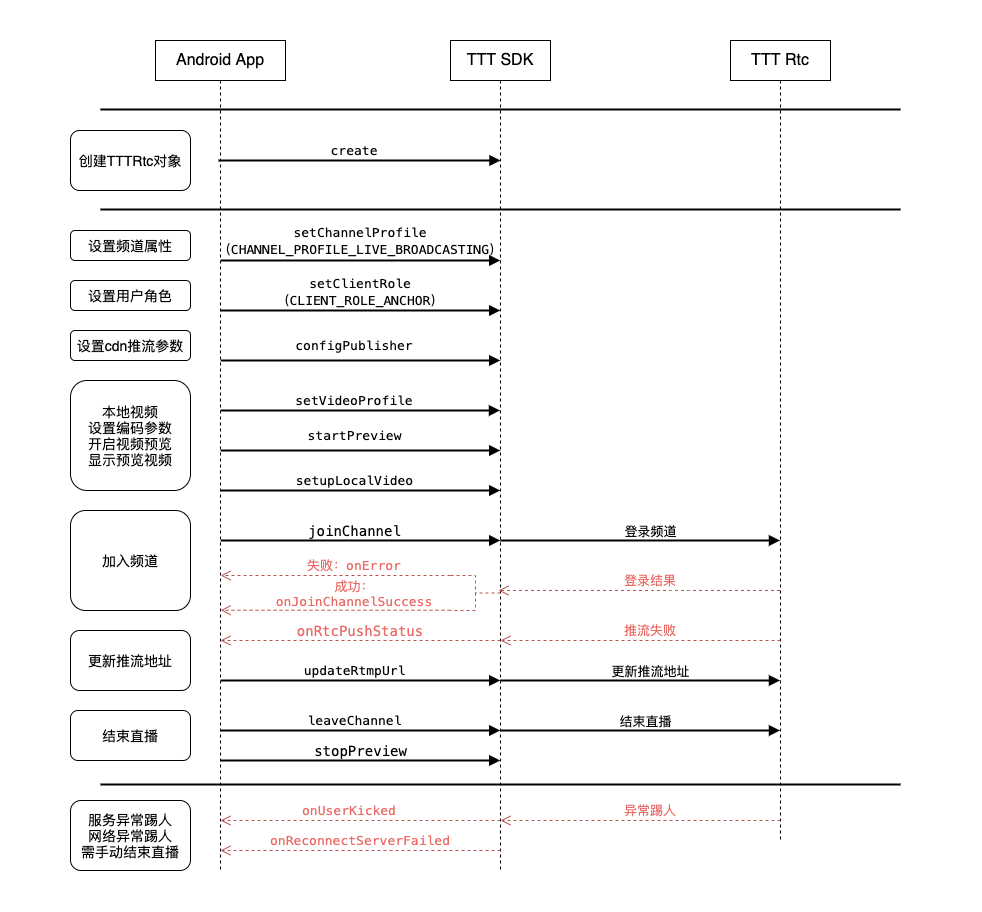 Android App
TTT SDK
TTT Rtc
创建TTTRtc对象
create
设置频道属性
setChannelProfile
(CHANNEL_PROFILE_LIVE_BROADCASTING)
设置用户角色
setClientRole
(CLIENT_ROLE_ANCHOR)
设置cdn推流参数
configPublisher
本地视频
设置编码参数
开启视频预览
显示预览视频
setVideoProfile
startPreview
setupLocalVideo
加入频道
joinChannel
登录频道
失败：onError
成功：
onJoinChannelSuccess
登录结果
onRtcPushStatus
推流失败
更新推流地址
updateRtmpUrl
更新推流地址
结束直播
leaveChannel
结束直播
stopPreview
服务异常踢人
网络异常踢人
需手动结束直播
onUserKicked
异常踢人
onReconnectServerFailed